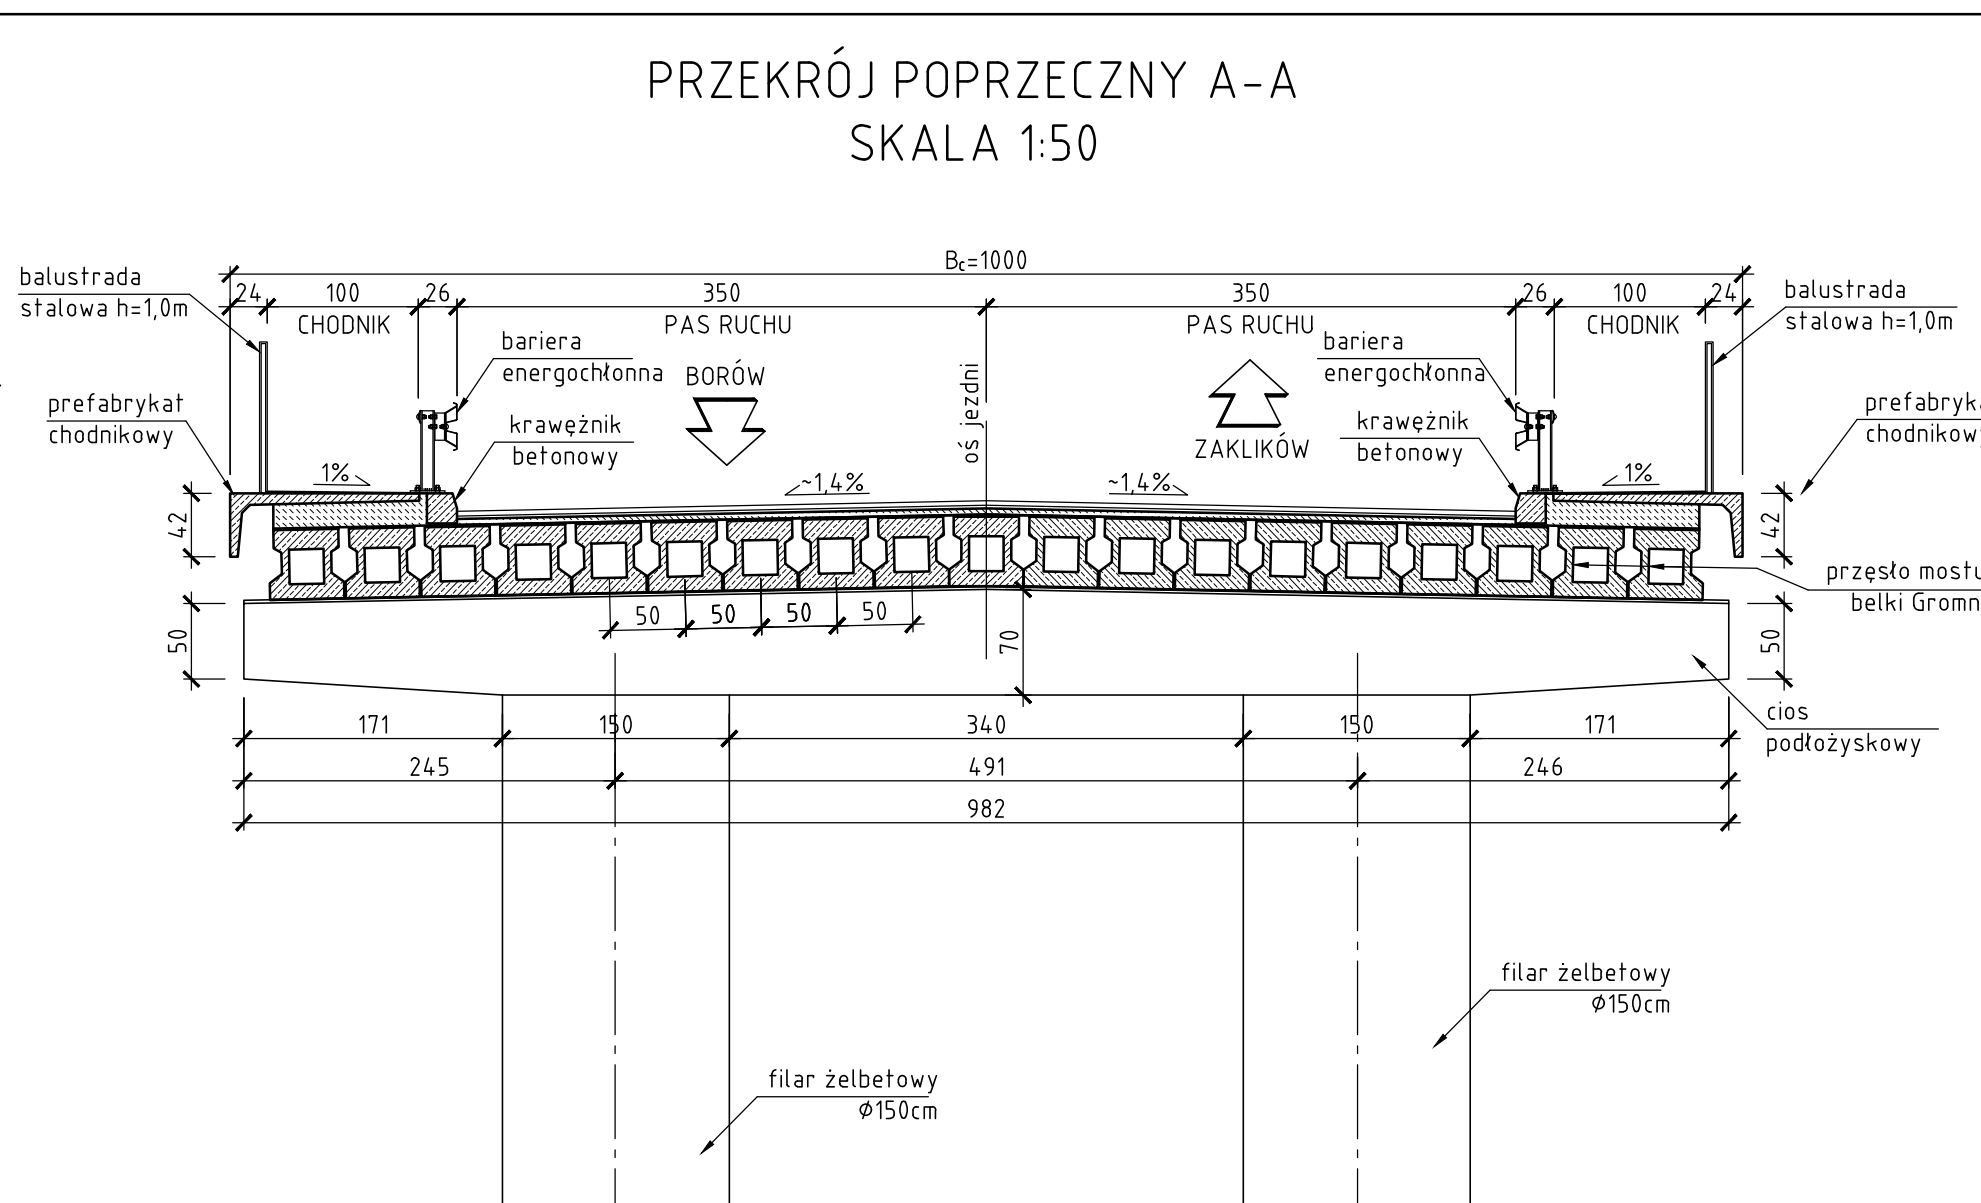 PRZEKRÓJ POPRZECZNY A-A
SKALA 1:50
Bc=1000
24 100 26 350 350 26 100 24
CHODNIK PAS RUCHU PAS RUCHU CHODNIK
balustrada
stalowa h=1,0m
balustrada
stalowa h=1,0m
bariera
energochłonna
bariera
energochłonna
BORÓW
oś jezdni
ZAKLIKÓW
prefabrykat
chodnikowy
krawężnik
betonowy
krawężnik
betonowy
prefabryka
chodnikowy
1% ~1,4% ~1,4% 1%
42 42
przęsło mostu
belki Gromn
50 50 50 50
50 70 50
cios
podłożyskowy
171 150 340 150 171
245 491 246
982
filar żelbetowy
Ø150cm
filar żelbetowy
Ø150cm